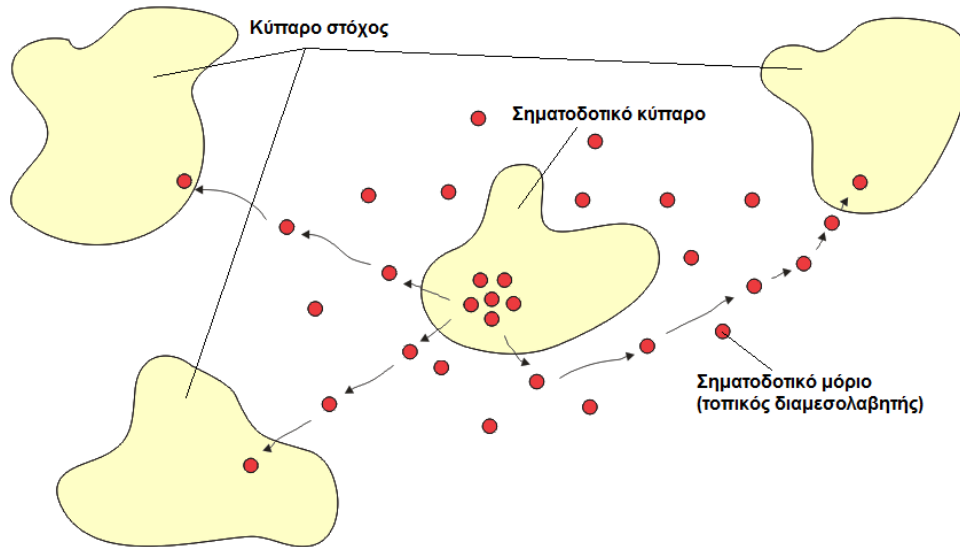 Κύπαρο στόχος
Σηματοδοτικό κύπαρο
Σηματοδοτικό μόριο
(τοπικός διαμεσολαβητής)